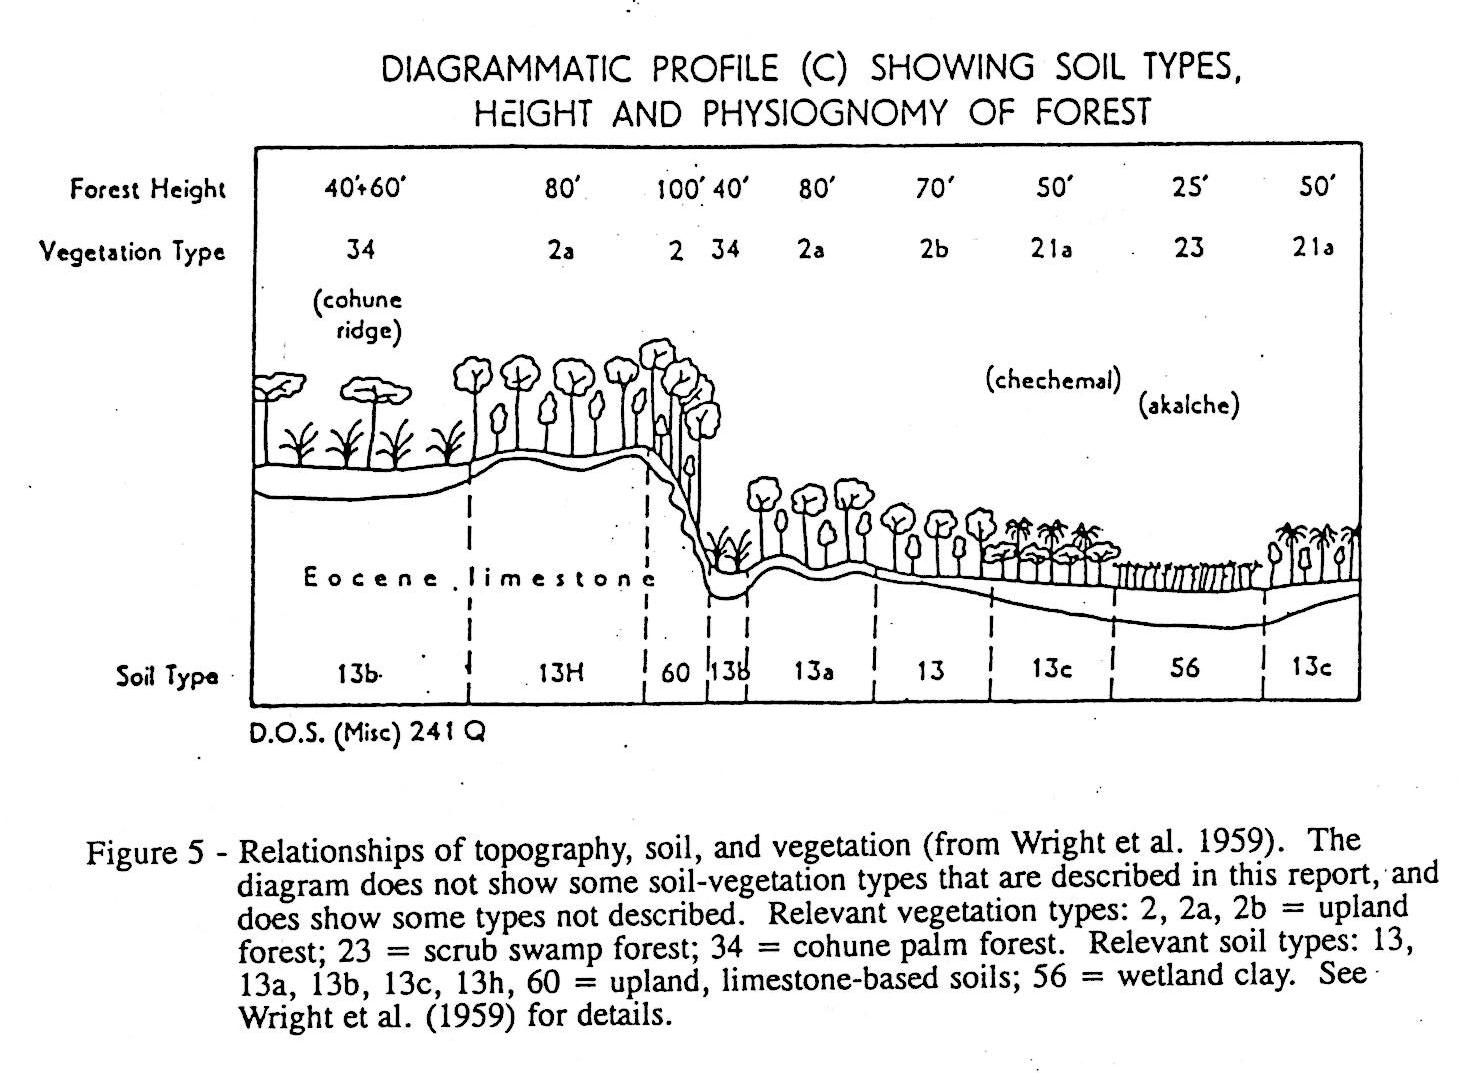 DIAGRAMMATIC PROFILE (C) SHOWING SOIL TYPES,
HEIGHT AND PHYSIOGNOMY OF FOREST
Forest Height 40'+60' 80' 100' 40' 80' 70' 50' 25' 50'
Vegetation Type 34 2a 2 34 2a 2b 21a 23 21a
(cohune
ridge)
(chechemal)
(akalche)
Eocene limestone
Soil Type 13b 13H 60 13b 13a 13 13c 56 13c
D.O.S. (Misc) 241 Q
Figure 5 - Relationships of topography, soil, and vegetation (from Wright et al. 1959). The
diagram does not show some soil-vegetation types that are described in this report, and
does show some types not described. Relevant vegetation types: 2, 2a, 2b = upland
forest; 23 = scrub swamp forest; 34 = cohune palm forest. Relevant soil types: 13,
13a, 13b, 13c, 13h, 60 = upland, limestone-based soils; 56 = wetland clay. See
Wright et al. (1959) for details.